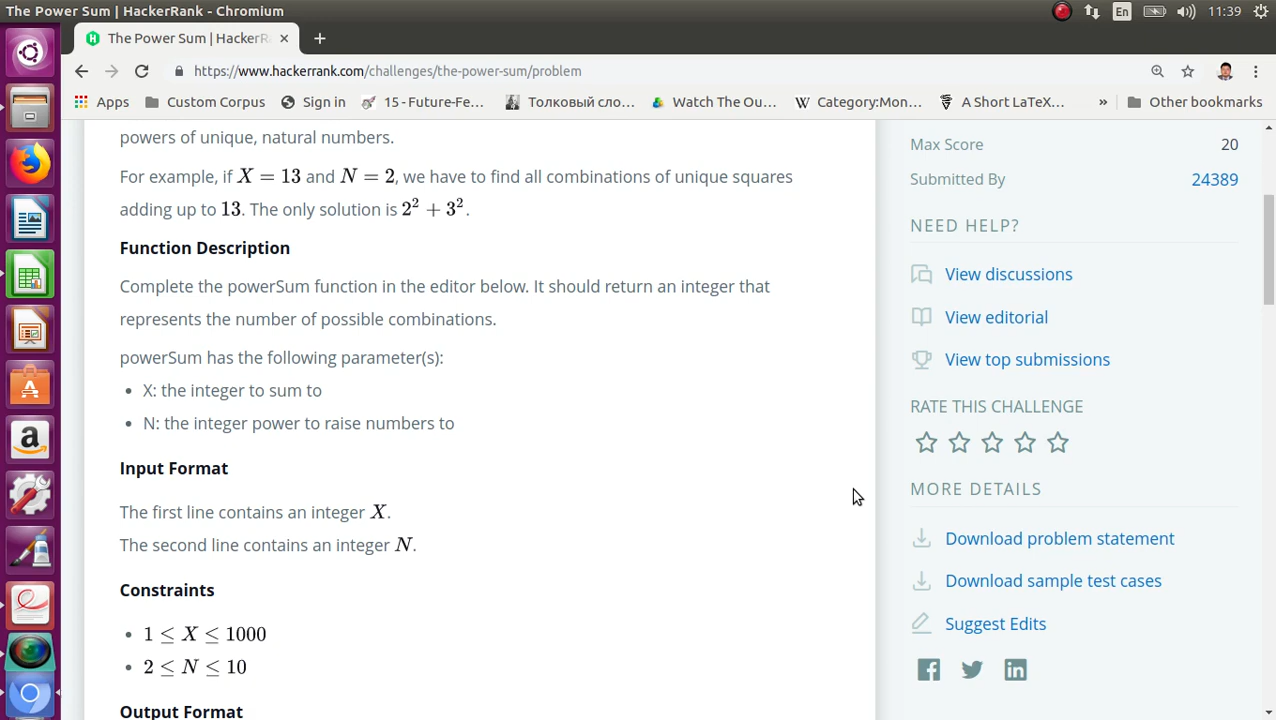 The Power Sum | HackerRank - Chromium
En
11:39
The Power Sum | HackerR
https://www.hackerrank.com/challenges/the-power-sum/problem
Apps
Custom Corpus
Sign in
15 - Future-Fe...
Толковый сло...
Watch The Ou...
Category:Mon...
A Short LaTeX...
»
Other bookmarks
powers of unique, natural numbers.
For example, if X = 13 and N = 2, we have to find all combinations of unique squares
adding up to 13. The only solution is 2² + 3².
Function Description
Complete the powerSum function in the editor below. It should return an integer that
represents the number of possible combinations.
powerSum has the following parameter(s):
• X: the integer to sum to
• N: the integer power to raise numbers to
Input Format
The first line contains an integer X.
The second line contains an integer N.
Constraints
• 1 ≤ X ≤ 1000
• 2 ≤ N ≤ 10
Output Format
Max Score 20
Submitted By 24389
NEED HELP?
View discussions
View editorial
View top submissions
RATE THIS CHALLENGE
MORE DETAILS
Download problem statement
Download sample test cases
Suggest Edits